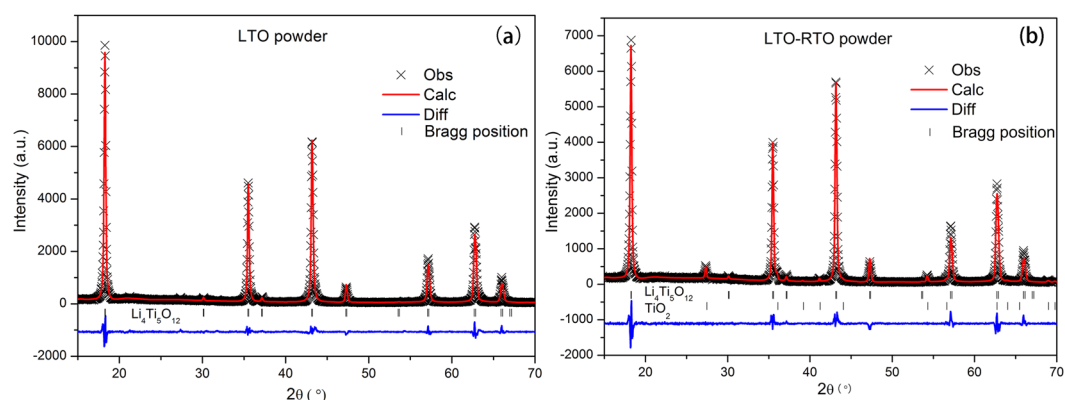 LTO powder
(a)
Obs
Calc
Diff
Bragg position
Intensity (a.u.)
10000
8000
6000
4000
2000
0
-2000
Li₄Ti₅O₁₂
20
30
40
50
60
70
2θ (°)
LTO-RTO powder
(b)
Obs
Calc
Diff
Bragg position
Intensity (a.u.)
7000
6000
5000
4000
3000
2000
1000
0
-1000
-2000
Li₄Ti₅O₁₂
TiO₂
20
30
40
50
60
70
2θ (°)